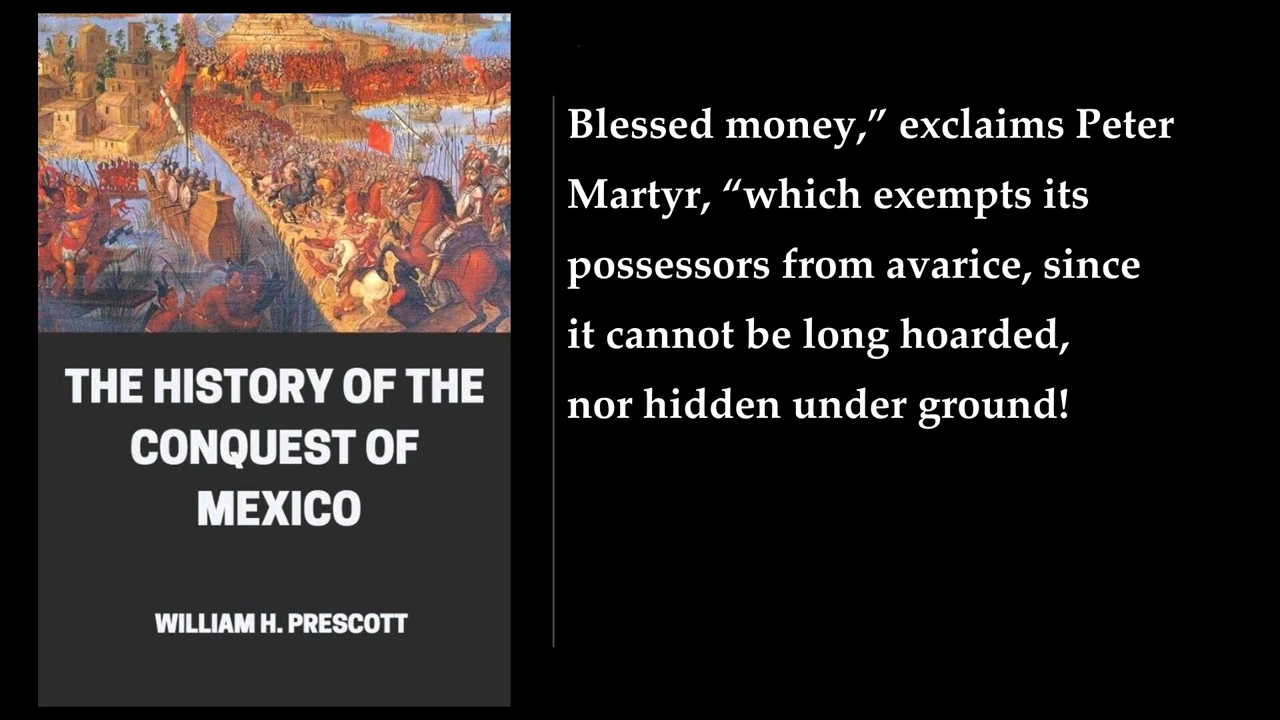 THE HISTORY OF THE
CONQUEST OF
MEXICO
WILLIAM H. PRESCOTT
Blessed money,” exclaims Peter
Martyr, “which exempts its
possessors from avarice, since
it cannot be long hoarded,
nor hidden under ground!